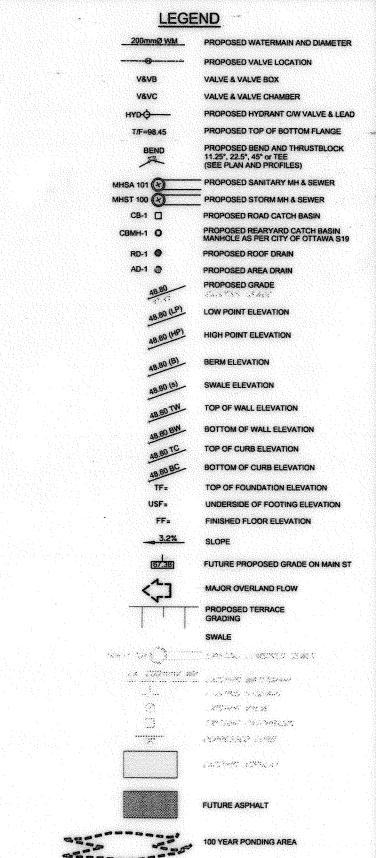 LEGEND
200mmØ WM PROPOSED WATERMAIN AND DIAMETER
PROPOSED VALVE LOCATION
V&VB VALVE & VALVE BOX
V&VC VALVE & VALVE CHAMBER
HYD PROPOSED HYDRANT C/W VALVE & LEAD
T/F=98.45 PROPOSED TOP OF BOTTOM FLANGE
BEND PROPOSED BEND AND THRUSTBLOCK
11.25°, 22.5°, 45° or TEE
(SEE PLAN AND PROFILES)
MHSA 101 PROPOSED SANITARY MH & SEWER
MHST 100 PROPOSED STORM MH & SEWER
CB-1 PROPOSED ROAD CATCH BASIN
CBMH-1 PROPOSED REARYARD CATCH BASIN
MANHOLE AS PER CITY OF OTTAWA S19
RD-1 PROPOSED ROOF DRAIN
AD-1 PROPOSED AREA DRAIN
48.80 PROPOSED GRADE
48.80 (LP) LOW POINT ELEVATION
48.80 (HP) HIGH POINT ELEVATION
48.80 (B) BERM ELEVATION
48.80 (s) SWALE ELEVATION
48.80 TW TOP OF WALL ELEVATION
48.80 BW BOTTOM OF WALL ELEVATION
48.80 TC TOP OF CURB ELEVATION
48.80 BC BOTTOM OF CURB ELEVATION
TF= TOP OF FOUNDATION ELEVATION
USF= UNDERSIDE OF FOOTING ELEVATION
FF= FINISHED FLOOR ELEVATION
3.2% SLOPE
67.38 FUTURE PROPOSED GRADE ON MAIN ST
MAJOR OVERLAND FLOW
PROPOSED TERRACE
GRADING
SWALE
FUTURE ASPHALT
100 YEAR PONDING AREA